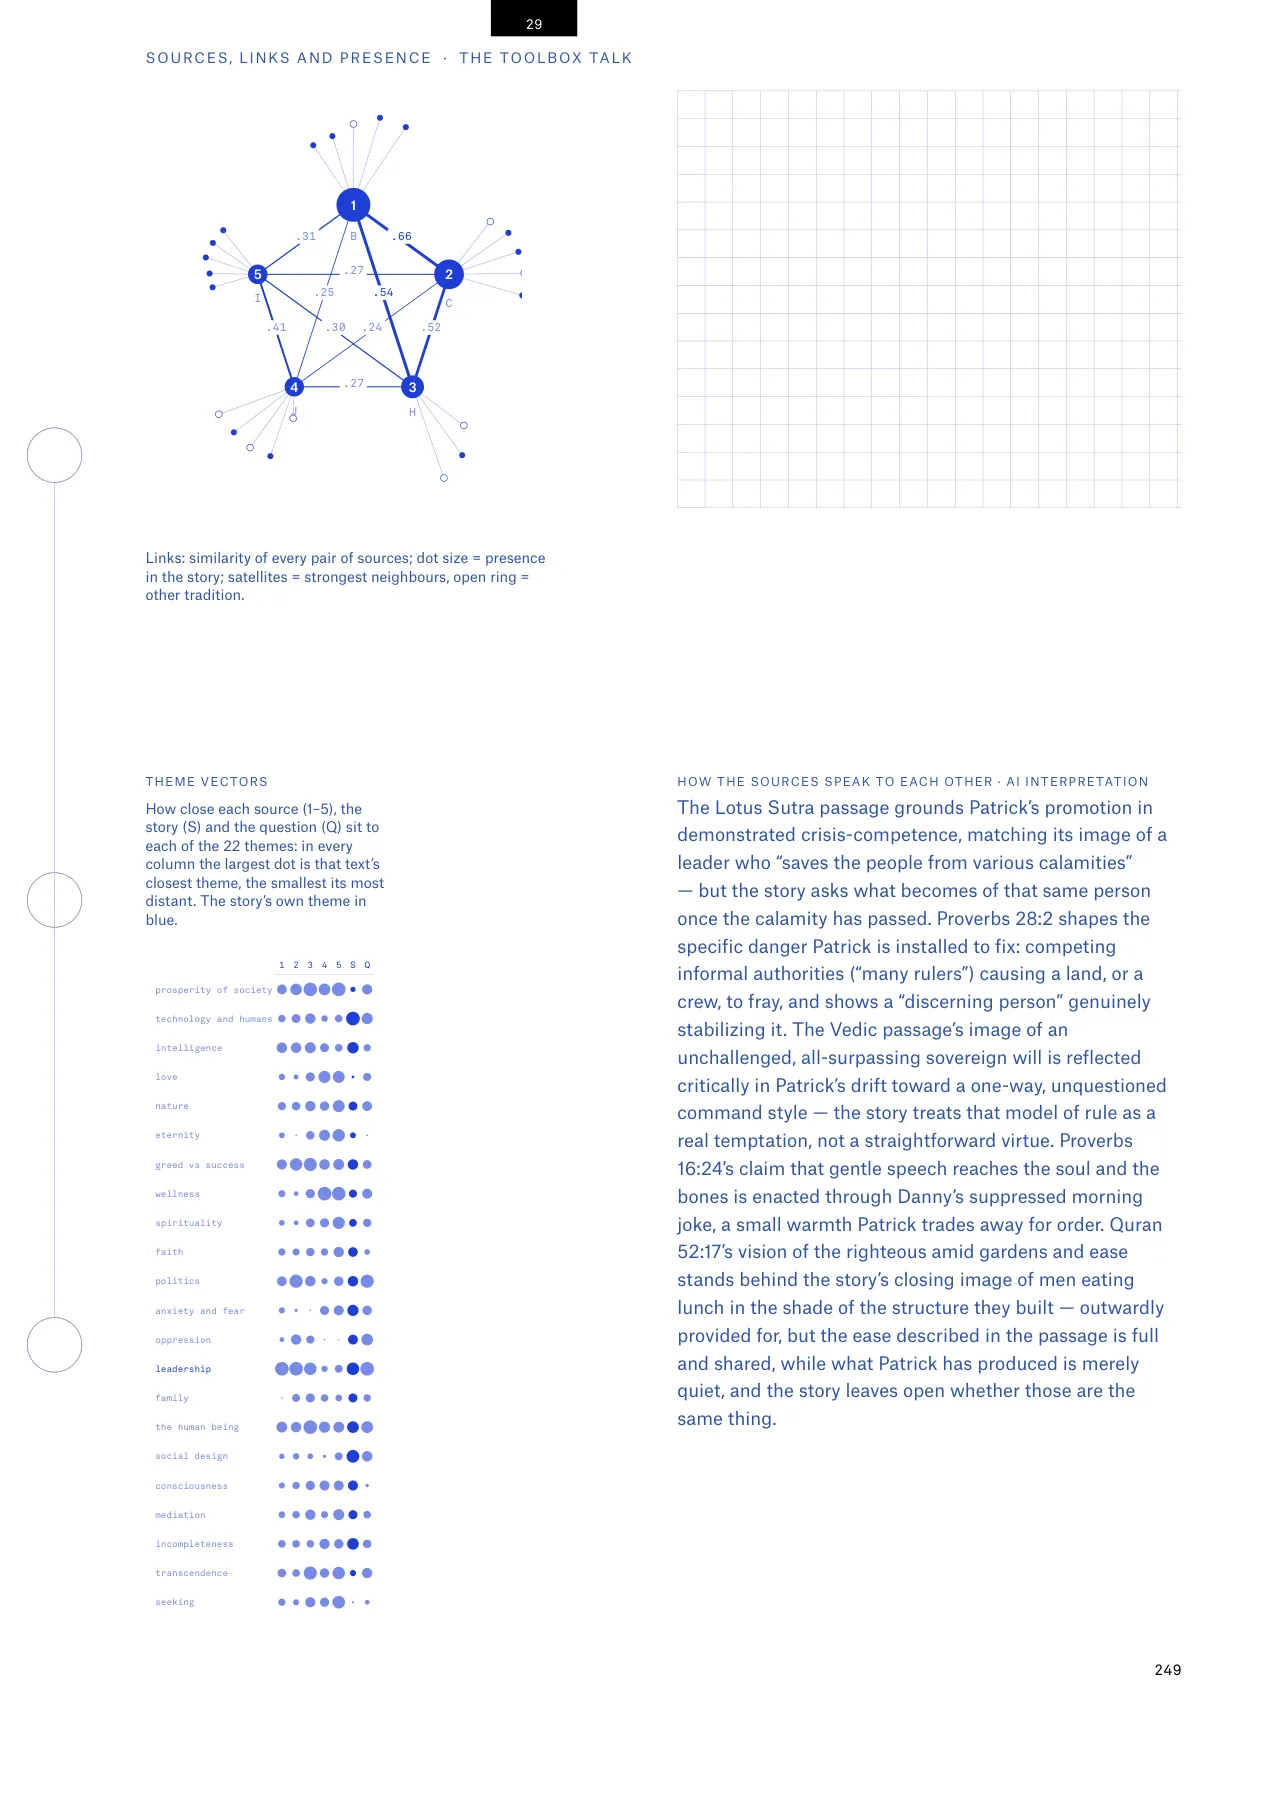 29
SOURCES, LINKS AND PRESENCE · THE TOOLBOX TALK
1
B
.31
.66
5
I
.27
2
C
.25
.54
.41
.30
.24
.52
4
J
.27
3
H
Links: similarity of every pair of sources; dot size = presence
in the story; satellites = strongest neighbours, open ring =
other tradition.
THEME VECTORS
How close each source (1–5), the
story (S) and the question (Q) sit to
each of the 22 themes: in every
column the largest dot is that text’s
closest theme, the smallest its most
distant. The story’s own theme in
blue.
1 2 3 4 5 S Q
prosperity of society
technology and humans
intelligence
love
nature
eternity
greed vs success
wellness
spirituality
faith
politics
anxiety and fear
oppression
leadership
family
the human being
social design
consciousness
mediation
incompleteness
transcendence
seeking
HOW THE SOURCES SPEAK TO EACH OTHER · AI INTERPRETATION
The Lotus Sutra passage grounds Patrick’s promotion in
demonstrated crisis-competence, matching its image of a
leader who “saves the people from various calamities”
— but the story asks what becomes of that same person
once the calamity has passed. Proverbs 28:2 shapes the
specific danger Patrick is installed to fix: competing
informal authorities (“many rulers”) causing a land, or a
crew, to fray, and shows a “discerning person” genuinely
stabilizing it. The Vedic passage’s image of an
unchallenged, all-surpassing sovereign will is reflected
critically in Patrick’s drift toward a one-way, unquestioned
command style — the story treats that model of rule as a
real temptation, not a straightforward virtue. Proverbs
16:24’s claim that gentle speech reaches the soul and the
bones is enacted through Danny’s suppressed morning
joke, a small warmth Patrick trades away for order. Quran
52:17’s vision of the righteous amid gardens and ease
stands behind the story’s closing image of men eating
lunch in the shade of the structure they built — outwardly
provided for, but the ease described in the passage is full
and shared, while what Patrick has produced is merely
quiet, and the story leaves open whether those are the
same thing.
249